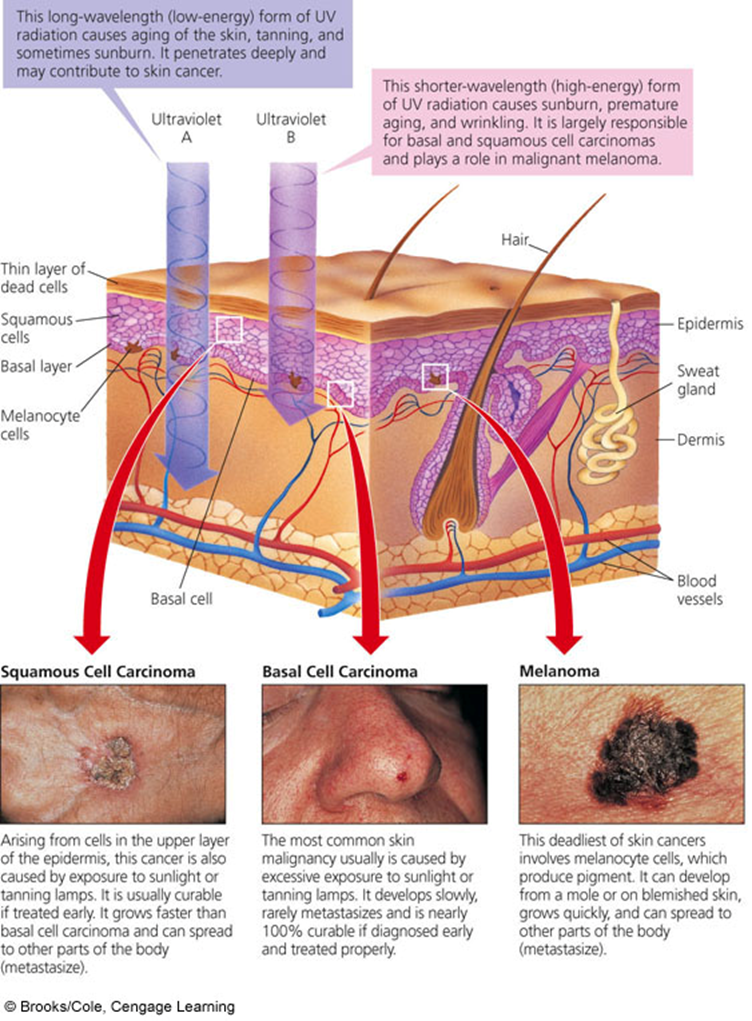 This long-wavelength (low-energy) form of UV
radiation causes aging of the skin, tanning, and
sometimes sunburn. It penetrates deeply and
may contribute to skin cancer.
This shorter-wavelength (high-energy) form
of UV radiation causes sunburn, premature
aging, and wrinkling. It is largely responsible
for basal and squamous cell carcinomas
and plays a role in malignant melanoma.
Ultraviolet
A
Ultraviolet
B
Hair
Thin layer of
dead cells
Squamous
cells
Basal layer
Melanocyte
cells
Epidermis
Sweat
gland
Dermis
Basal cell
Blood
vessels
Squamous Cell Carcinoma
Arising from cells in the upper layer
of the epidermis, this cancer is also
caused by exposure to sunlight or
tanning lamps. It is usually curable
if treated early. It grows faster than
basal cell carcinoma and can spread
to other parts of the body
(metastasize).
Basal Cell Carcinoma
The most common skin
malignancy usually is caused by
excessive exposure to sunlight or
tanning lamps. It develops slowly,
rarely metastasizes and is nearly
100% curable if diagnosed early
and treated properly.
Melanoma
This deadliest of skin cancers
involves melanocyte cells, which
produce pigment. It can develop
from a mole or on blemished skin,
grows quickly, and can spread to
other parts of the body
(metastasize).
© Brooks/Cole, Cengage Learning